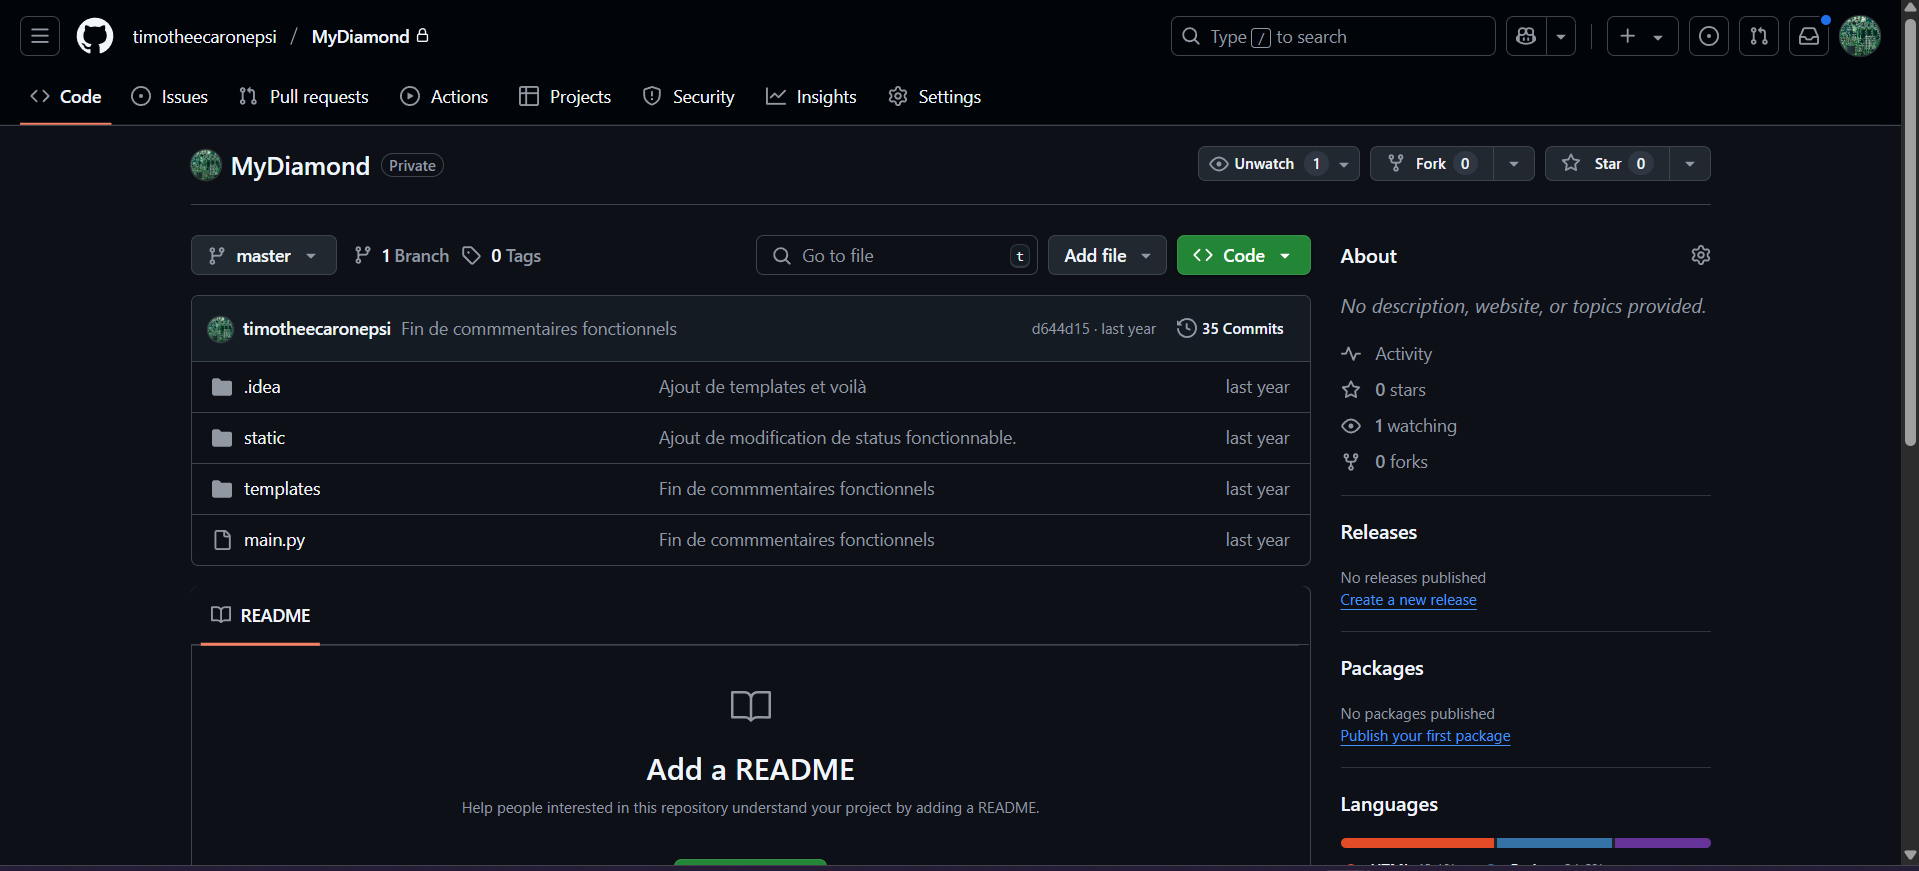 timotheecaronepsi / MyDiamond
Type / to search
Code Issues Pull requests Actions Projects Security Insights Settings
MyDiamond Private
Unwatch 1 Fork 0 Star 0
master 1 Branch 0 Tags
Go to file t Add file Code
timotheecaronepsi Fin de commmentaires fonctionnels d644d15 · last year 35 Commits
.idea Ajout de templates et voilà last year
static Ajout de modification de status fonctionnable. last year
templates Fin de commmentaires fonctionnels last year
main.py Fin de commmentaires fonctionnels last year
README
Add a README
Help people interested in this repository understand your project by adding a README.
About
No description, website, or topics provided.
Activity
0 stars
1 watching
0 forks
Releases
No releases published
Create a new release
Packages
No packages published
Publish your first package
Languages